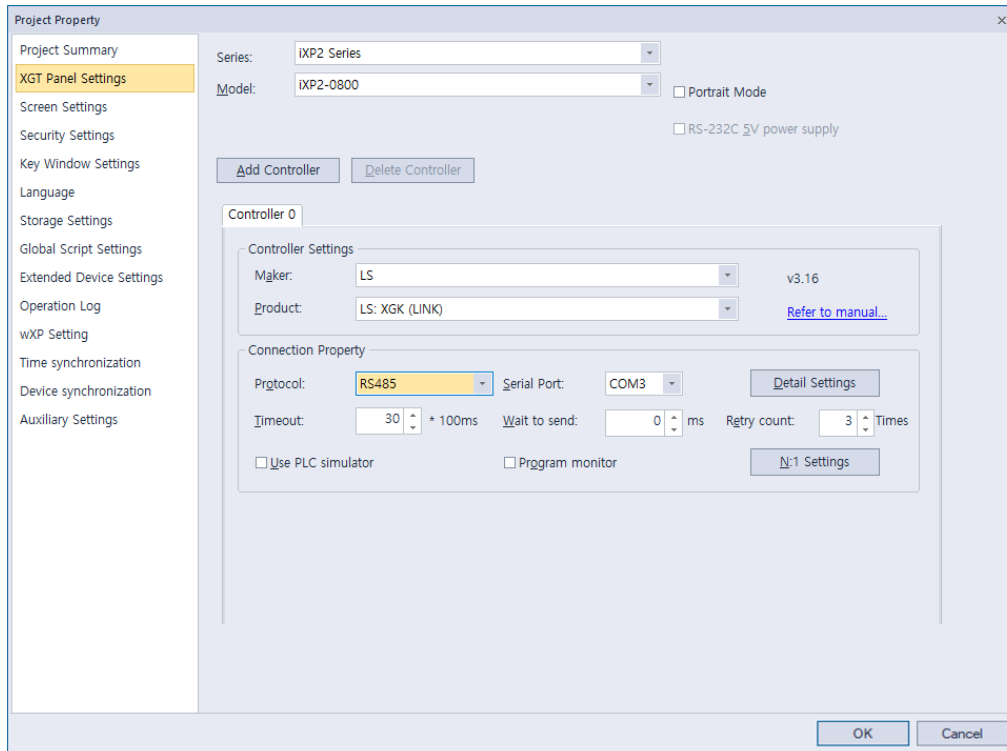 Project Property
×
Project Summary
XGT Panel Settings
Screen Settings
Security Settings
Key Window Settings
Language
Storage Settings
Global Script Settings
Extended Device Settings
Operation Log
wXP Setting
Time synchronization
Device synchronization
Auxiliary Settings
Series: iXP2 Series
Model: iXP2-0800
Portrait Mode
RS-232C 5V power supply
Add Controller Delete Controller
Controller 0
Controller Settings
Maker: LS v3.16
Product: LS: XGK (LINK) Refer to manual...
Connection Property
Protocol: RS485 Serial Port: COM3 Detail Settings
Timeout: 30 * 100ms Wait to send: 0 ms Retry count: 3 Times
Use PLC simulator Program monitor N:1 Settings
OK Cancel